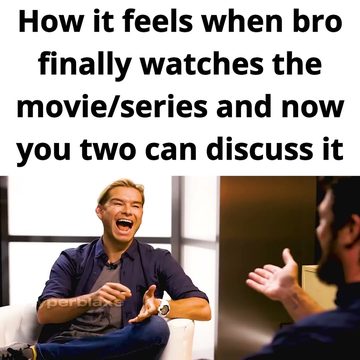 How it feels when bro
finally watches the
movie/series and now
you two can discuss it